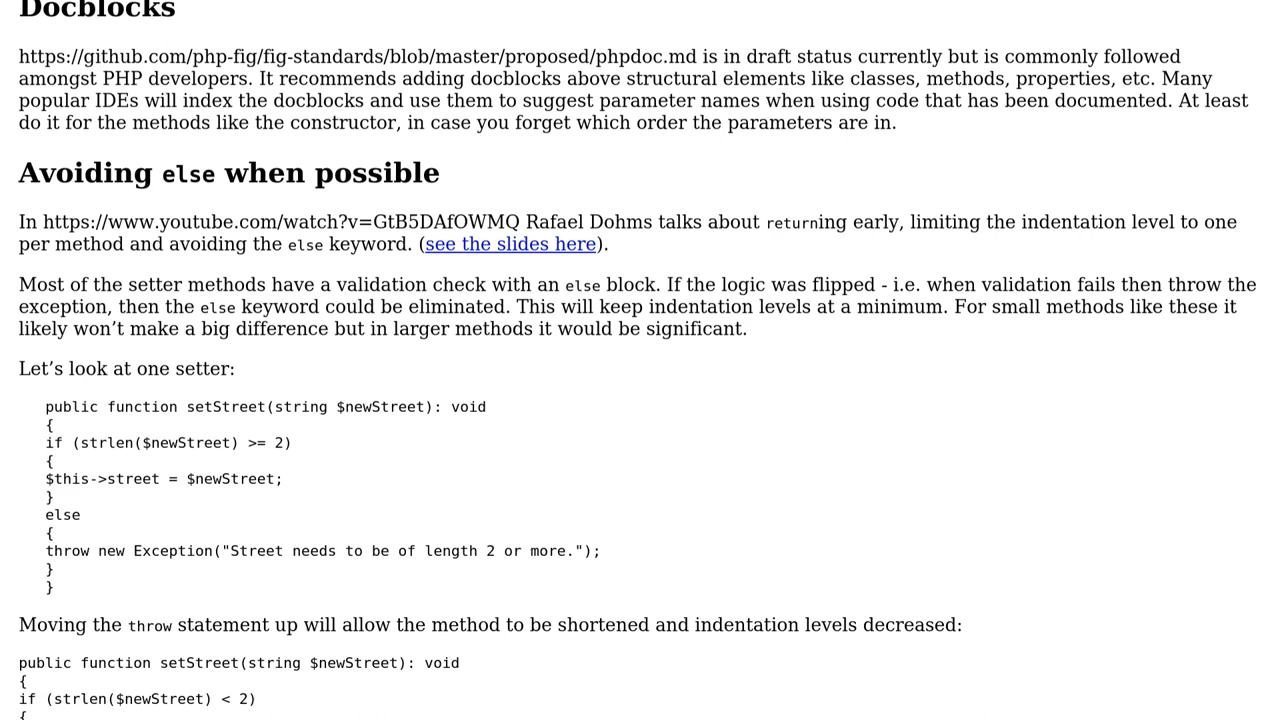 Docblocks
https://github.com/php-fig/fig-standards/blob/master/proposed/phpdoc.md is in draft status currently but is commonly followed
amongst PHP developers. It recommends adding docblocks above structural elements like classes, methods, properties, etc. Many
popular IDEs will index the docblocks and use them to suggest parameter names when using code that has been documented. At least
do it for the methods like the constructor, in case you forget which order the parameters are in.
Avoiding else when possible
In https://www.youtube.com/watch?v=GtB5DAfOWMQ Rafael Dohms talks about returning early, limiting the indentation level to one
per method and avoiding the else keyword. (see the slides here).
Most of the setter methods have a validation check with an else block. If the logic was flipped - i.e. when validation fails then throw the
exception, then the else keyword could be eliminated. This will keep indentation levels at a minimum. For small methods like these it
likely won’t make a big difference but in larger methods it would be significant.
Let’s look at one setter:
public function setStreet(string $newStreet): void
{
if (strlen($newStreet) >= 2)
{
$this->street = $newStreet;
}
else
{
throw new Exception("Street needs to be of length 2 or more.");
}
}
Moving the throw statement up will allow the method to be shortened and indentation levels decreased:
public function setStreet(string $newStreet): void
{
if (strlen($newStreet) < 2)
{